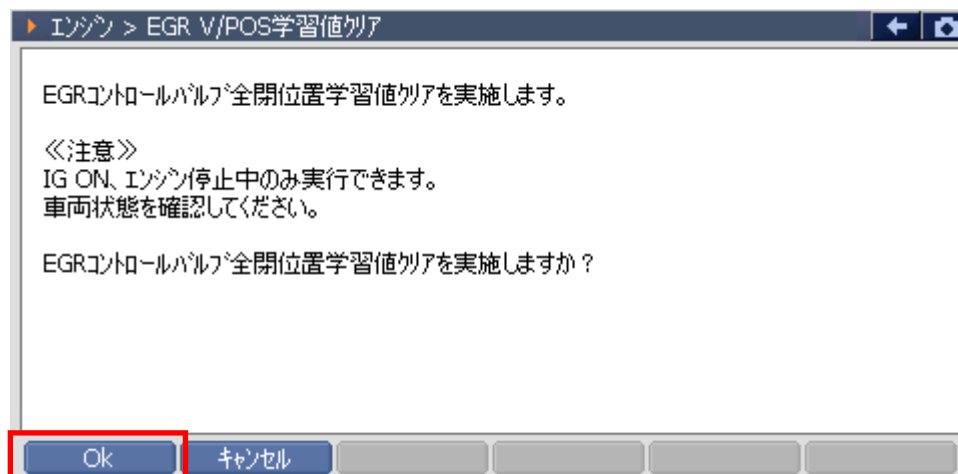 エンジン > EGR V/POS学習値クリア
EGRコントロールバルブ全閉位置学習値クリアを実施します。
≪注意≫
IG ON、エンジン停止中のみ実行できます。
車両状態を確認してください。
EGRコントロールバルブ全閉位置学習値クリアを実施しますか？
Ok
キャンセル